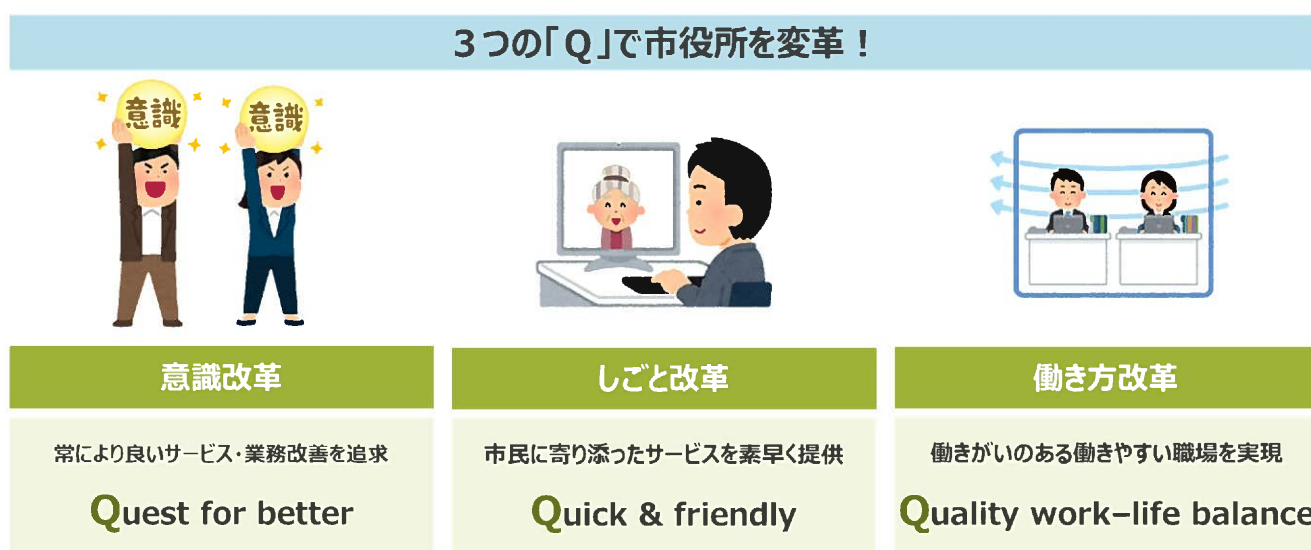 3つの「Q」で市役所を変革！
意識
意識
意識改革
常により良いサービス・業務改善を追求
Quest for better
しごと改革
市民に寄り添ったサービスを素早く提供
Quick & friendly
働き方改革
働きがいのある働きやすい職場を実現
Quality work–life balance